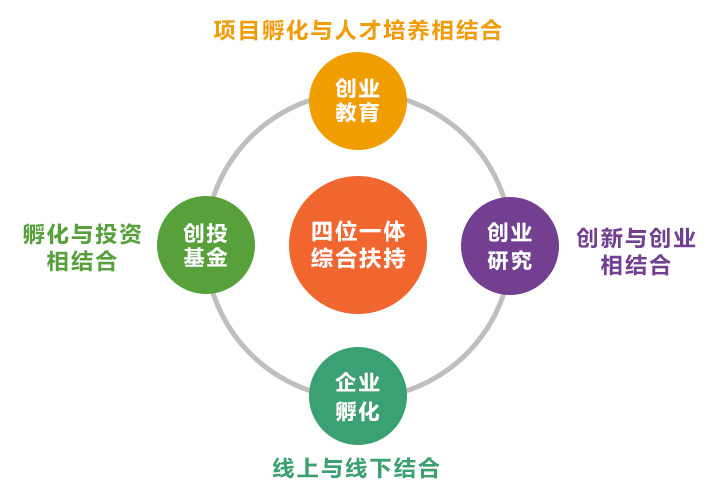 项目孵化与人才培养相结合
创业
教育
孵化与投资
相结合
创投
基金
四位一体
综合扶持
创业
研究
创新与创业
相结合
企业
孵化
线上与线下结合